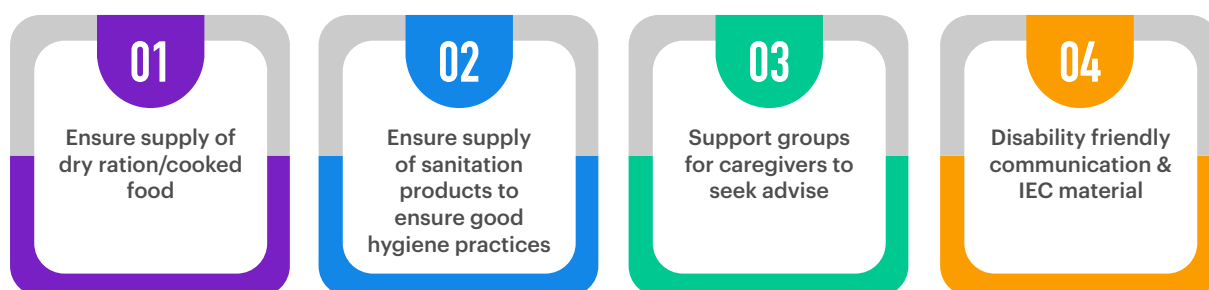 01
Ensure supply of
dry ration/cooked
food
02
Ensure supply
of sanitation
products to
ensure good
hygiene practices
03
Support groups
for caregivers to
seek advise
04
Disability friendly
communication &
IEC material